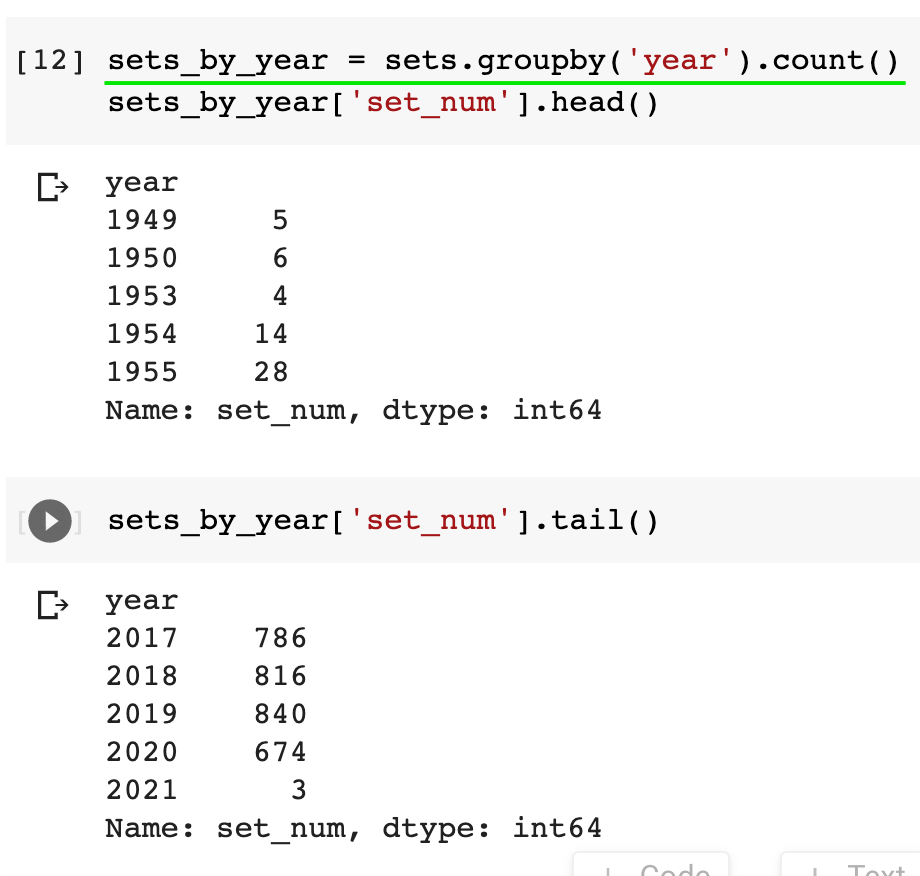 [12] sets_by_year = sets.groupby('year').count()
sets_by_year['set_num'].head()
year
1949 5
1950 6
1953 4
1954 14
1955 28
Name: set_num, dtype: int64
[ ] sets_by_year['set_num'].tail()
year
2017 786
2018 816
2019 840
2020 674
2021 3
Name: set_num, dtype: int64
+ Code + Text